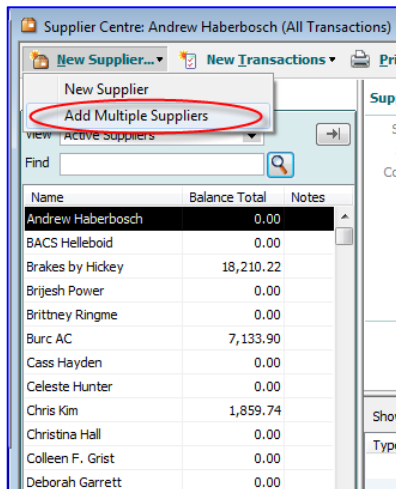 Supplier Centre: Andrew Haberbosch (All Transactions)
New Supplier... New Transactions Pri
New Supplier
Add Multiple Suppliers
Sup
View Active Suppliers
S
Find
Co
Name Balance Total Notes
Andrew Haberbosch 0.00
BACS Helleboid 0.00
Brakes by Hickey 18,210.22
Brijesh Power 0.00
Brittney Ringme 0.00
Burc AC 7,133.90
Cass Hayden 0.00
Celeste Hunter 0.00
Chris Kim 1,859.74
Christina Hall 0.00
Show
Colleen F. Grist 0.00
Type
Deborah Garrett 0.00